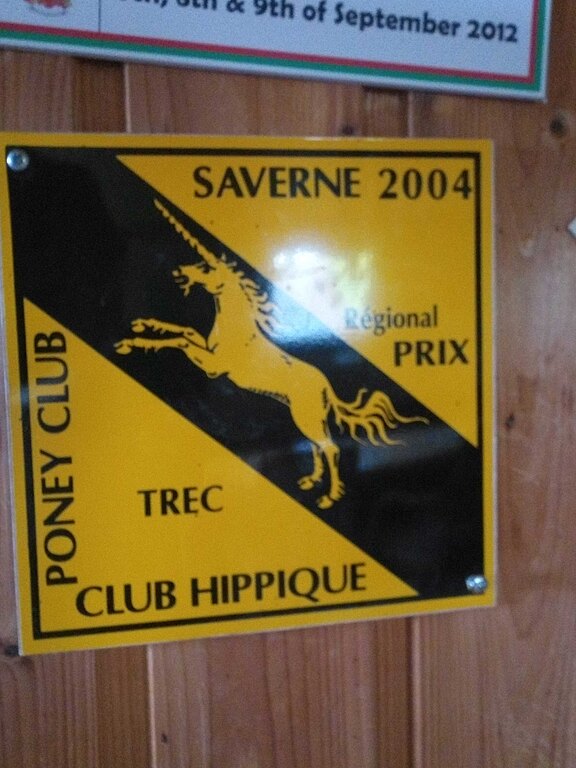 8th & 9th of September 2012
SAVERNE 2004
Régional
PRIX
PONEY CLUB
TREC
CLUB HIPPIQUE